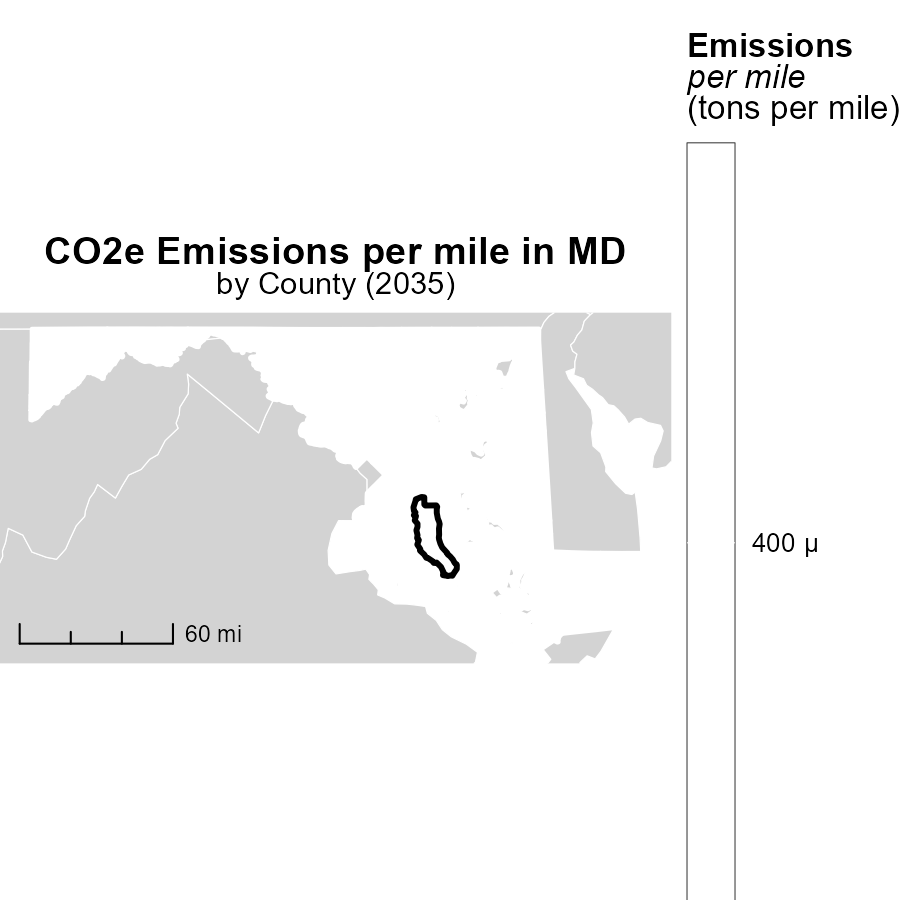 Emissions
per mile
(tons per mile)
CO2e Emissions per mile in MD
by County (2035)
400 µ
60 mi